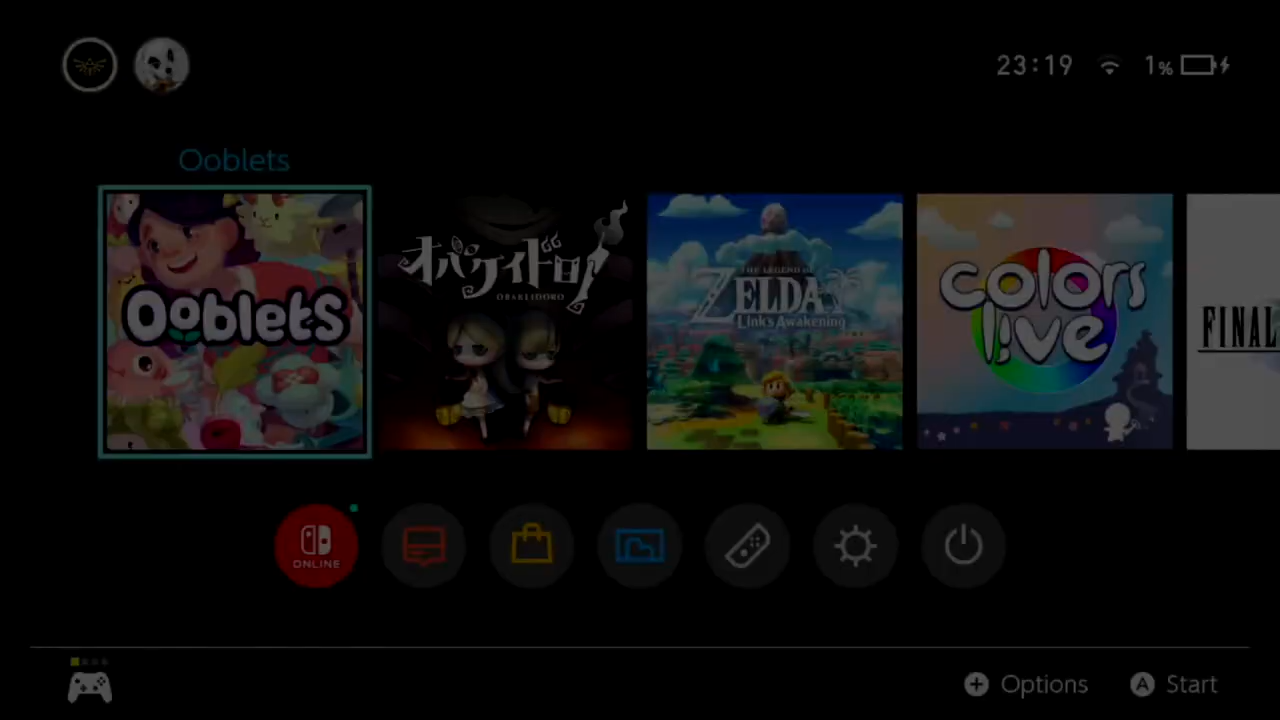 23:19
1%
Ooblets
Ooblets
オバケイドロ!
OBAKEIDORO
THE LEGEND OF
ZELDA
Link's Awakening
colors
live
FINAL
ONLINE
Options
A
Start